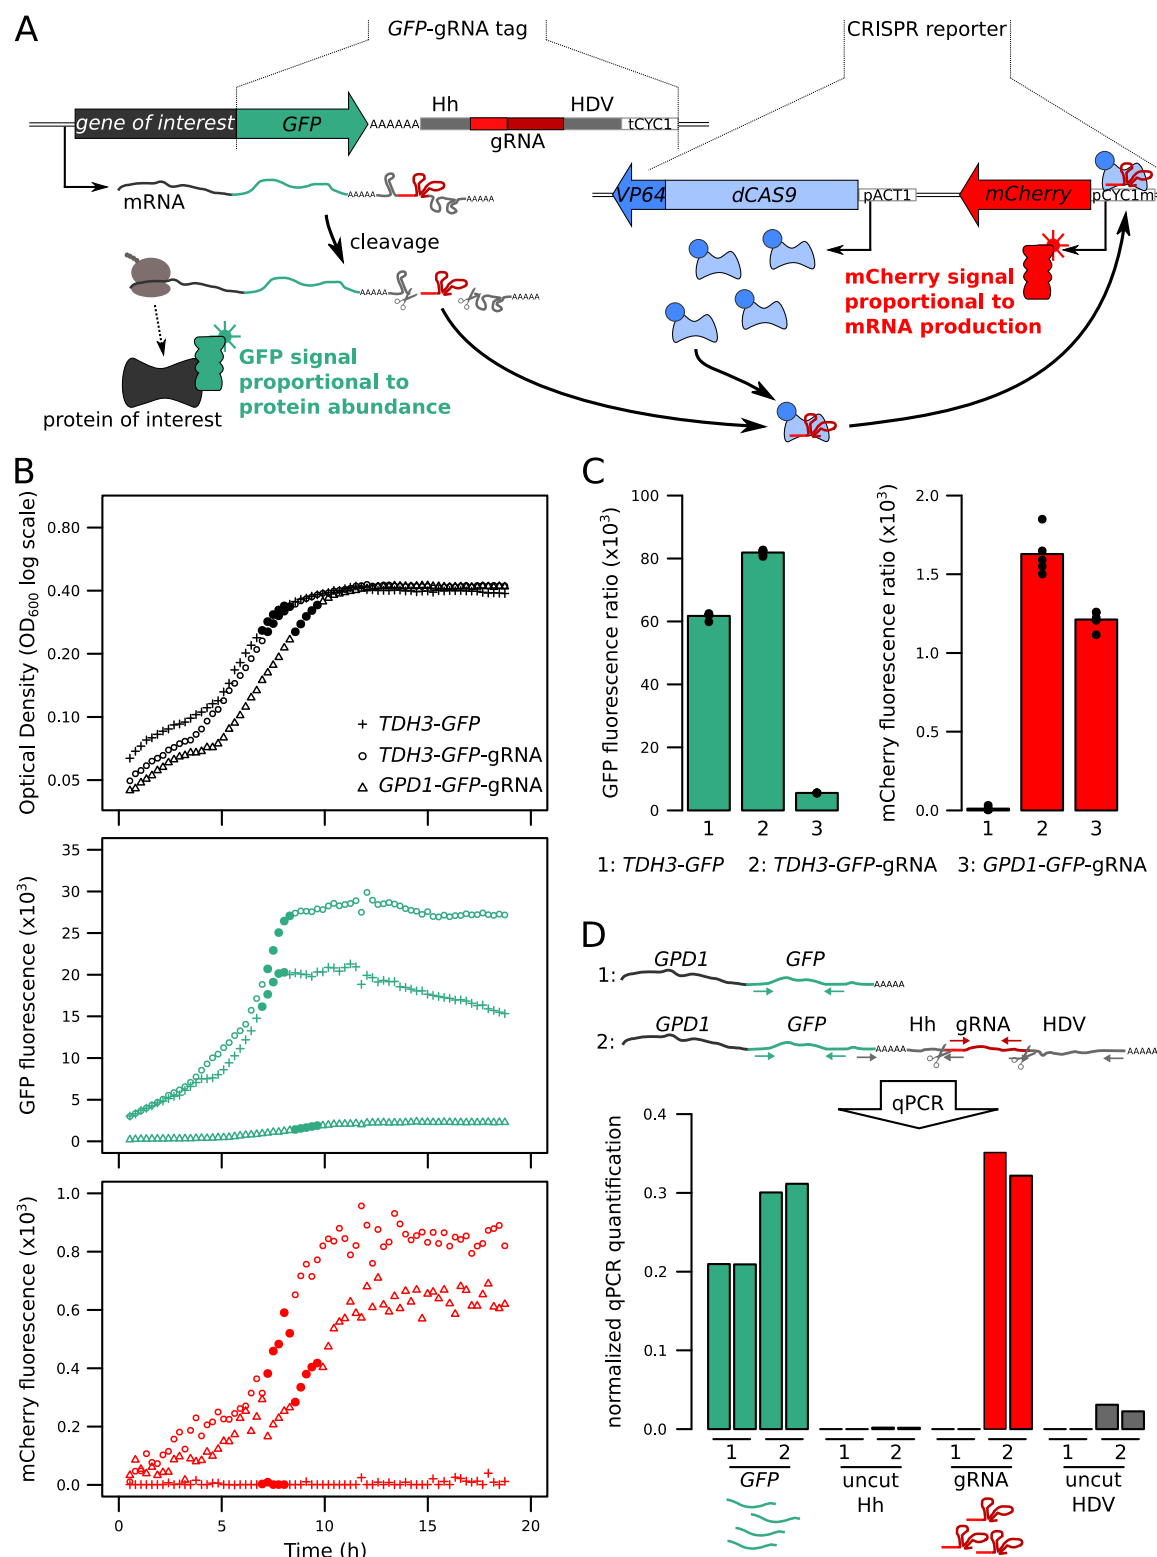 A
GFP-gRNA tag
CRISPR reporter
gene of interest
GFP
AAAAAA
Hh
HDV
gRNA
tCYC1
mRNA
AAAAA
AAAAA
cleavage
AAAAA
AAAAA
GFP signal
proportional to
protein abundance
protein of interest
VP64
dCAS9
pACT1
mCherry
pCYC1m
mCherry signal
proportional to
mRNA production
B
Optical Density (OD600 log scale)
0.80
0.40
0.20
0.10
0.05
TDH3-GFP
TDH3-GFP-gRNA
GPD1-GFP-gRNA
GFP fluorescence (x10³)
35
30
25
20
15
10
5
0
mCherry fluorescence (x10³)
1.0
0.8
0.6
0.4
0.2
0.0
0 5 10 15 20
Time (h)
C
GFP fluorescence ratio (x10³)
100
80
60
40
20
0
1 2 3
mCherry fluorescence ratio (x10³)
2.0
1.5
1.0
0.5
0.0
1 2 3
1: TDH3-GFP 2: TDH3-GFP-gRNA 3: GPD1-GFP-gRNA
D
GPD1 GFP
1:
AAAAA
GPD1 GFP Hh gRNA HDV
2:
AAAAA
AAAAA
qPCR
normalized qPCR quantification
0.4
0.3
0.2
0.1
0.0
1 2 1 2 1 2 1 2
GFP uncut gRNA uncut
Hh HDV